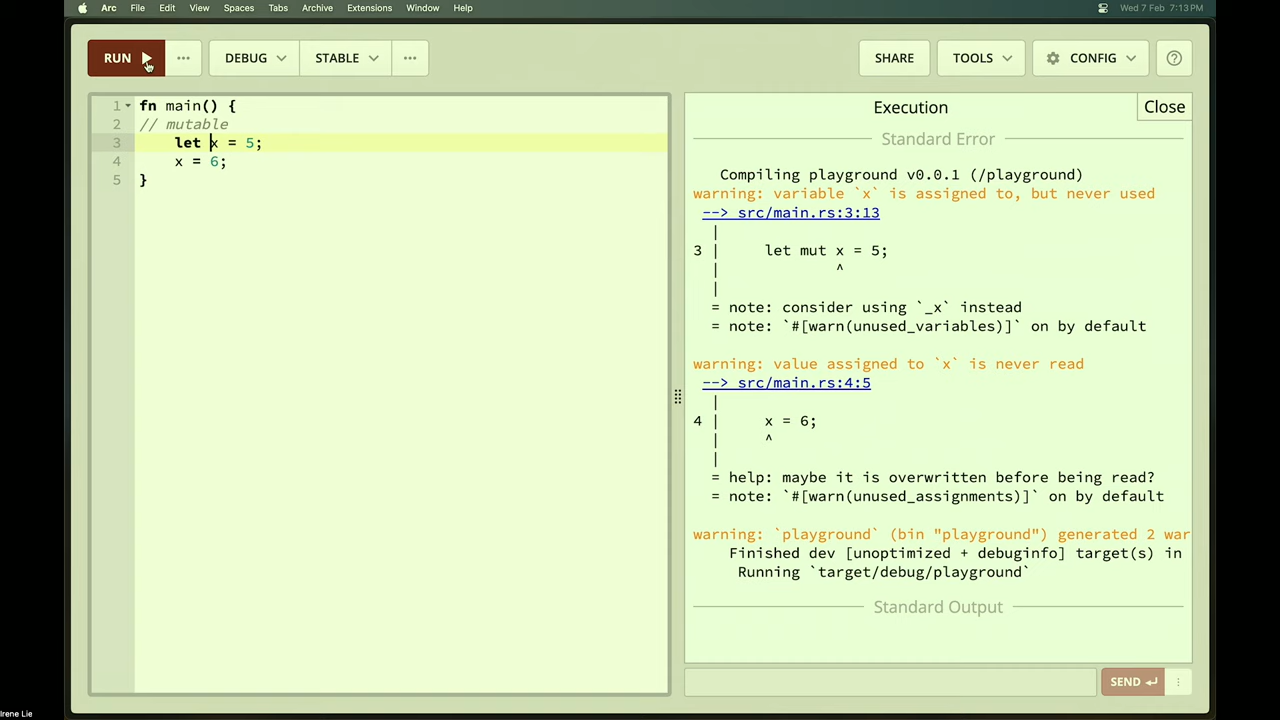 Arc File Edit View Spaces Tabs Archive Extensions Window Help Wed 7 Feb 7:13 PM
RUN ··· DEBUG STABLE ··· SHARE TOOLS CONFIG ?
1 fn main() {
2 // mutable
3 let x = 5;
4 x = 6;
5 }
Execution Close
Standard Error
Compiling playground v0.0.1 (/playground)
warning: variable `x` is assigned to, but never used
--> src/main.rs:3:13
|
3 | let mut x = 5;
| ^
|
= note: consider using `_x` instead
= note: `#[warn(unused_variables)]` on by default
warning: value assigned to `x` is never read
--> src/main.rs:4:5
|
4 | x = 6;
| ^
|
= help: maybe it is overwritten before being read?
= note: `#[warn(unused_assignments)]` on by default
warning: `playground` (bin "playground") generated 2 war
Finished dev [unoptimized + debuginfo] target(s) in
Running `target/debug/playground`
Standard Output
SEND
Irene Lie